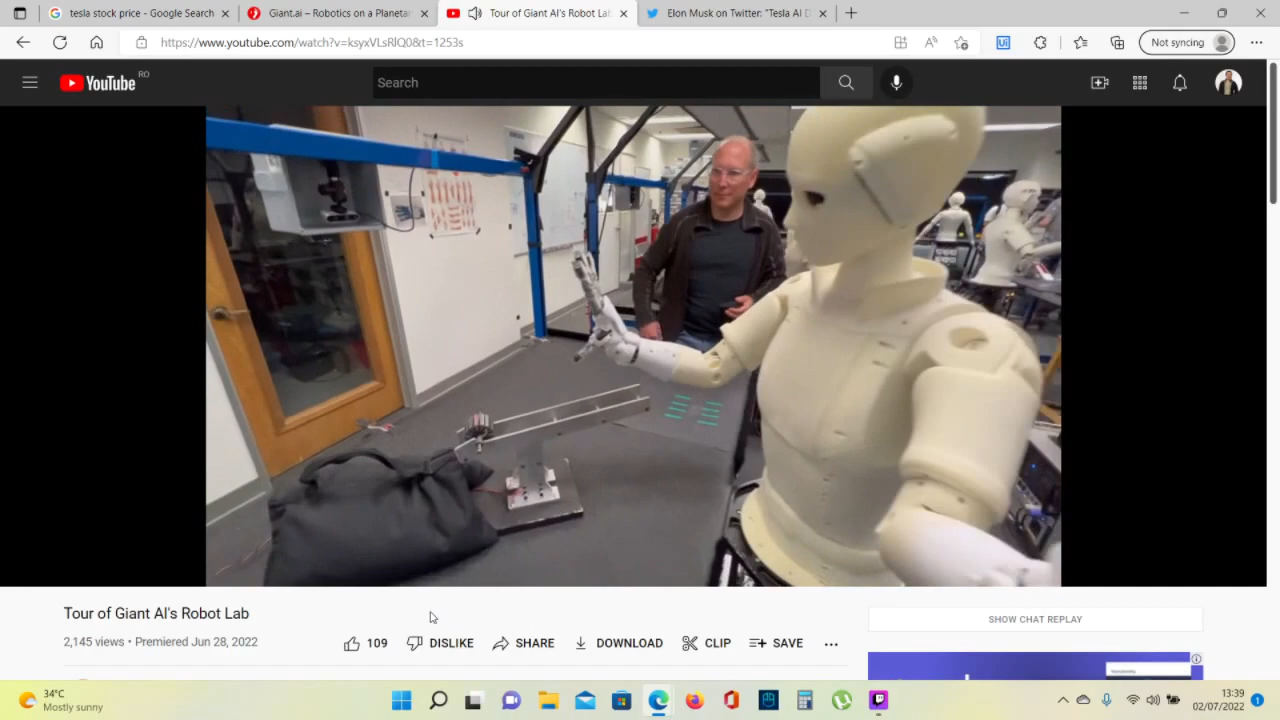 tesla stock price - Google Search
Giant.ai – Robotics on a Planetar
Tour of Giant AI's Robot Lab
Elon Musk on Twitter: "Tesla AI D
https://www.youtube.com/watch?v=ksyxVLsRlQ0&t=1253s
Not syncing
YouTube RO
Search
Tour of Giant AI's Robot Lab
2,145 views • Premiered Jun 28, 2022
109
DISLIKE
SHARE
DOWNLOAD
CLIP
SAVE
SHOW CHAT REPLAY
34°C
Mostly sunny
13:39
02/07/2022
1